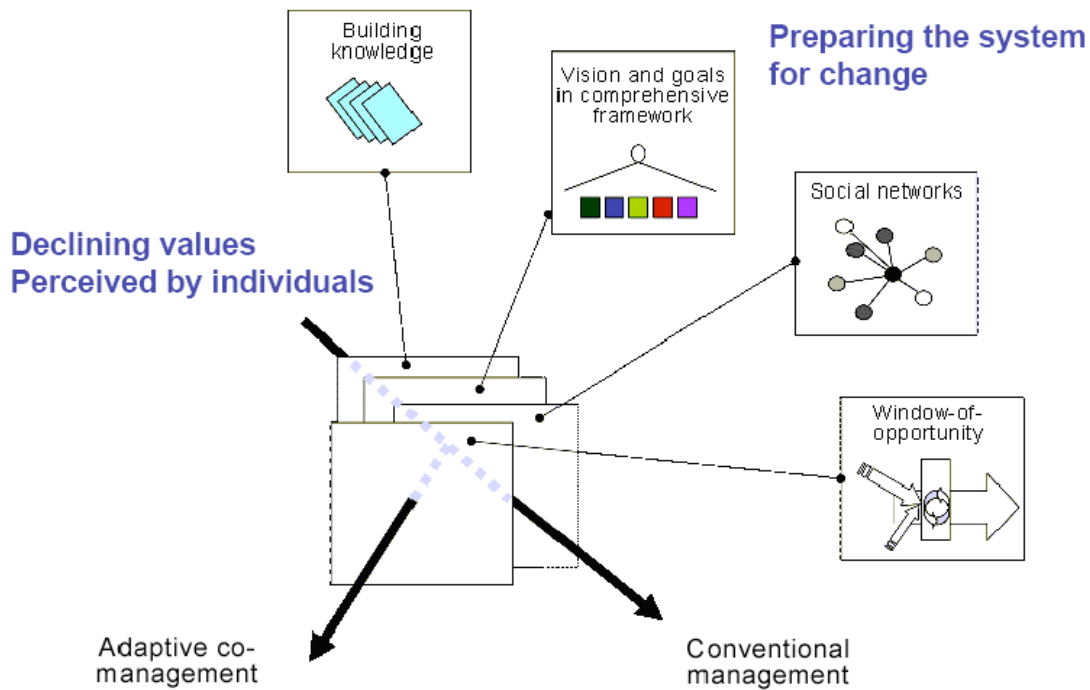 Building
knowledge
Preparing the system
for change
Vision and goals
in comprehensive
framework
Social networks
Declining values
Perceived by individuals
Window-of-
opportunity
Adaptive co-
management
Conventional
management